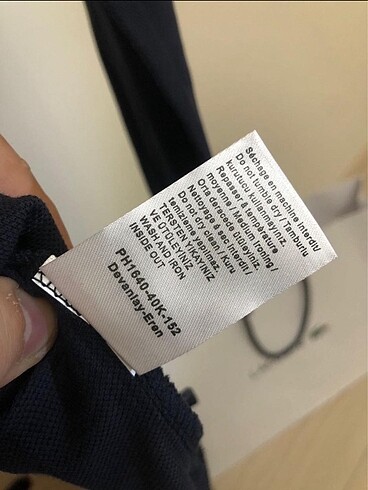 Séchage en machine interdit/
Do not tumble dry / Tamburlu
kurutucu kullanmayınız.
Repasser à température
moyenne / Medium ironing /
Orta derecede ütüleyiniz.
Nettoyage à sec interdit /
Do not dry clean / Kuru
temizleme yapılmaz.
TERSTEN YIKAYINIZ
VE ÜTÜLEYİNİZ
WASH AND IRON
INSIDE OUT
PH1640-40K-152
Devanlay-Eren